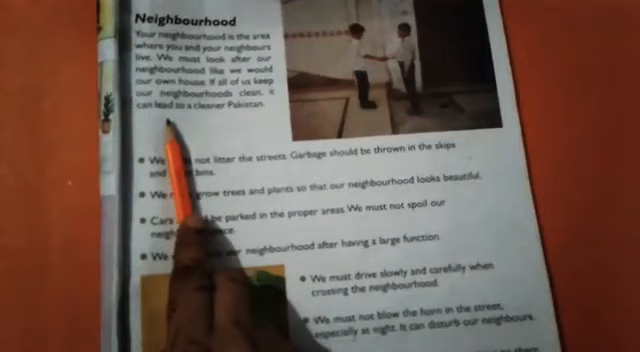 Neighbourhood
Your neighbourhood is the area
where you and your neighbours
live. We must look after our
neighbourhood like we would
our own house. If all of us keep
our neighbourhoods clean, it
can lead to a cleaner Pakistan.
We not litter the streets. Garbage should be thrown in the skips
and bins.
We grow trees and plants so that our neighbourhood looks beautiful.
Cars be parked in the proper areas. We must not spoil our
We neighbourhood after having a large function
We must drive slowly and carefully when
crossing the neighbourhood.
We must not blow the horn in the street,
especially at night. It can disturb our neighbours.